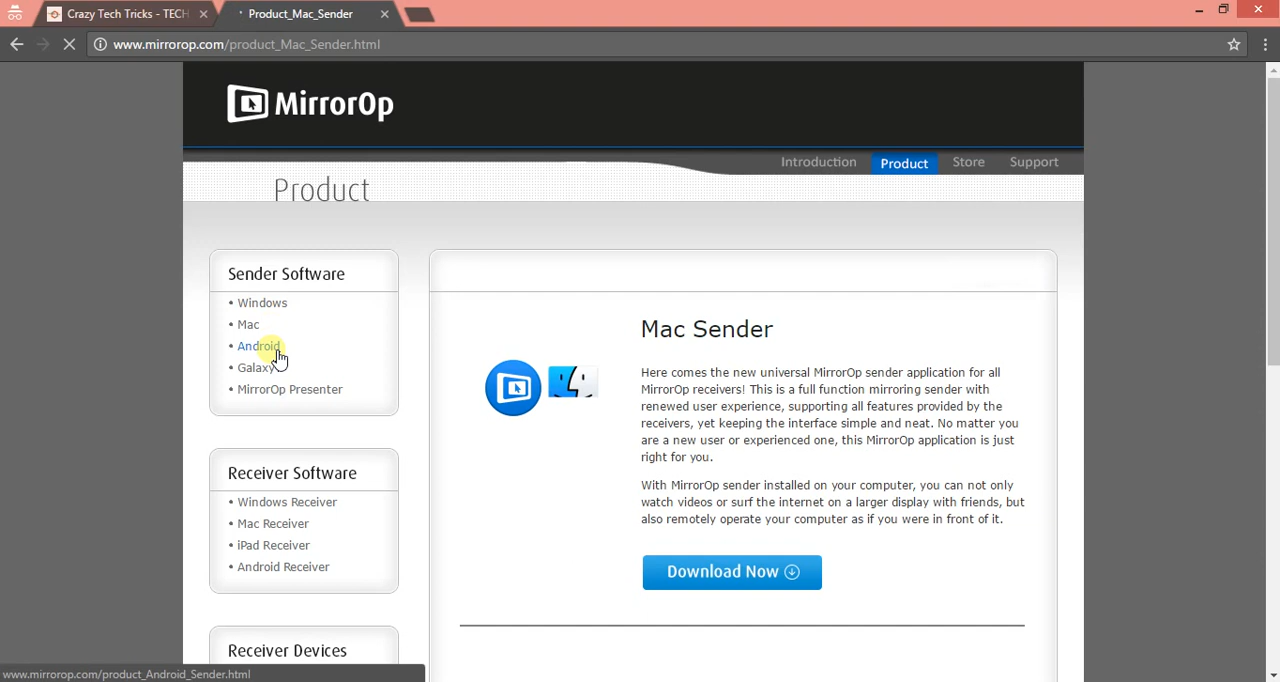 Crazy Tech Tricks - TECH
Product_Mac_Sender
www.mirrorop.com/product_Mac_Sender.html
MirrorOp
Introduction
Product
Store
Support
Product
Sender Software
• Windows
• Mac
• Android
• Galaxy
• MirrorOp Presenter
Receiver Software
• Windows Receiver
• Mac Receiver
• iPad Receiver
• Android Receiver
Receiver Devices
Mac Sender
Here comes the new universal MirrorOp sender application for all
MirrorOp receivers! This is a full function mirroring sender with
renewed user experience, supporting all features provided by the
receivers, yet keeping the interface simple and neat. No matter you
are a new user or experienced one, this MirrorOp application is just
right for you.
With MirrorOp sender installed on your computer, you can not only
watch videos or surf the internet on a larger display with friends, but
also remotely operate your computer as if you were in front of it.
Download Now
www.mirrorop.com/product_Android_Sender.html